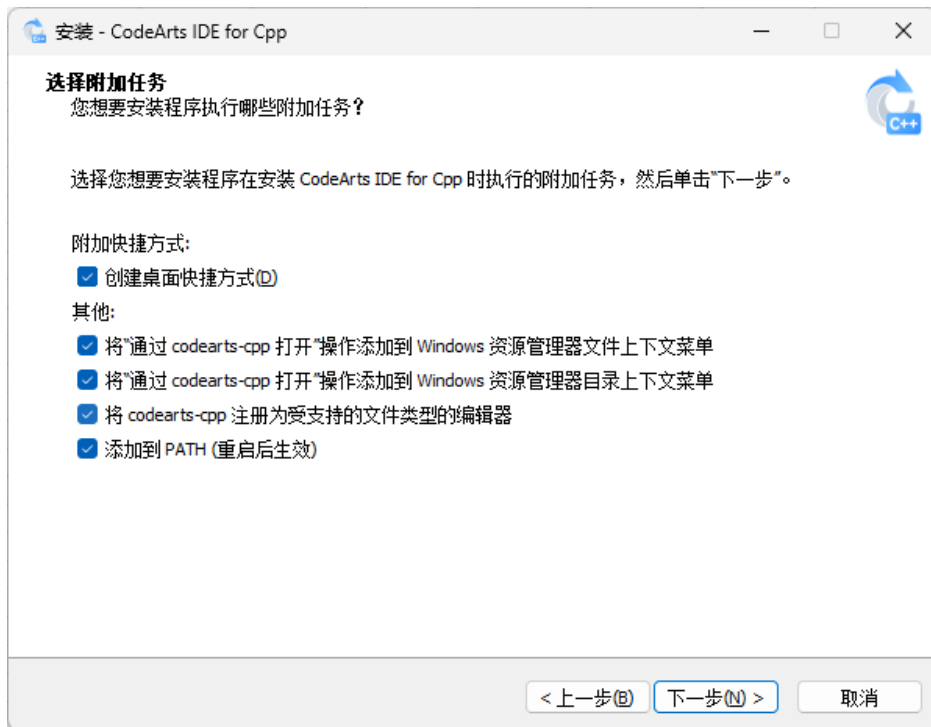 安装 - CodeArts IDE for Cpp
选择附加任务
您想要安装程序执行哪些附加任务？
C++
选择您想要安装程序在安装 CodeArts IDE for Cpp 时执行的附加任务，然后单击“下一步”。
附加快捷方式:
创建桌面快捷方式(D)
其他:
将“通过 codearts-cpp 打开”操作添加到 Windows 资源管理器文件上下文菜单
将“通过 codearts-cpp 打开”操作添加到 Windows 资源管理器目录上下文菜单
将 codearts-cpp 注册为受支持的文件类型的编辑器
添加到 PATH (重启后生效)
< 上一步(B) 下一步(N) > 取消